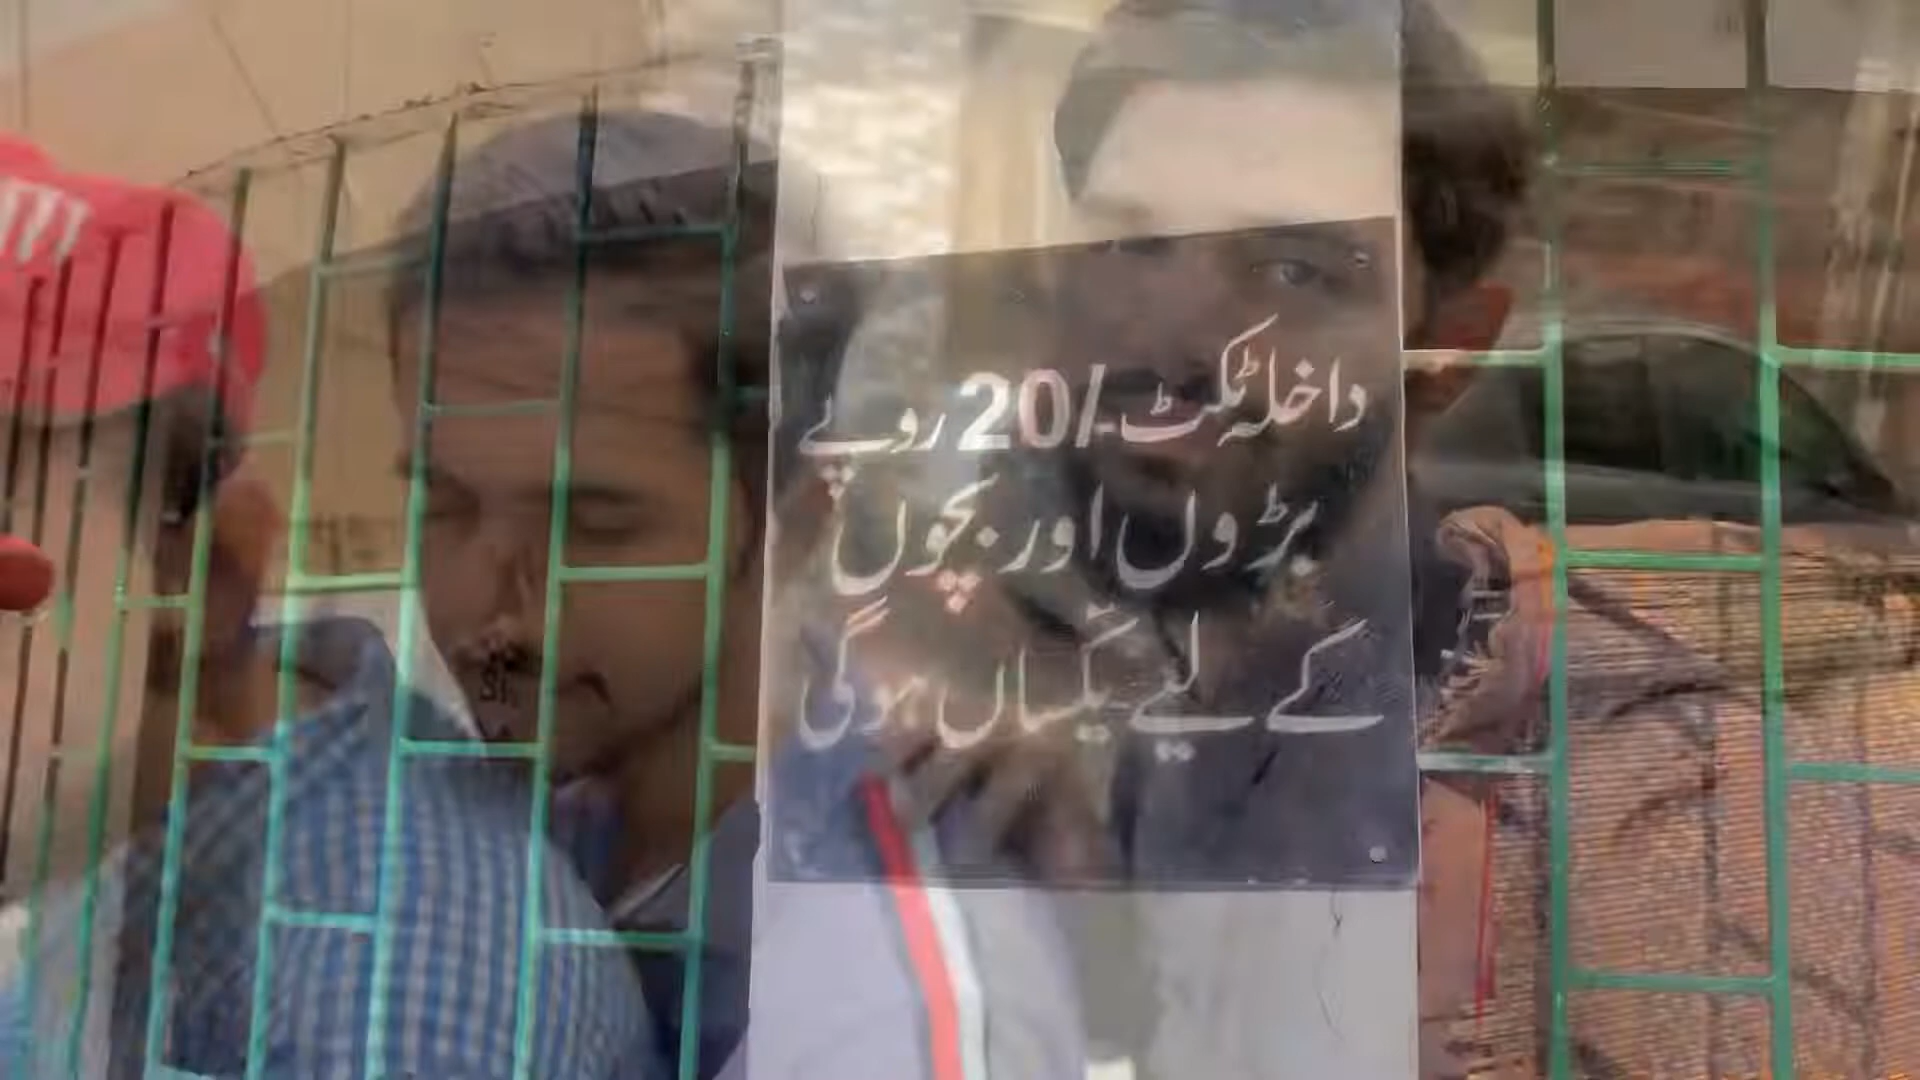 داخلہ ٹکٹ -/20 روپے
بڑوں اور بچوں
کے لیے یکساں ہوگی